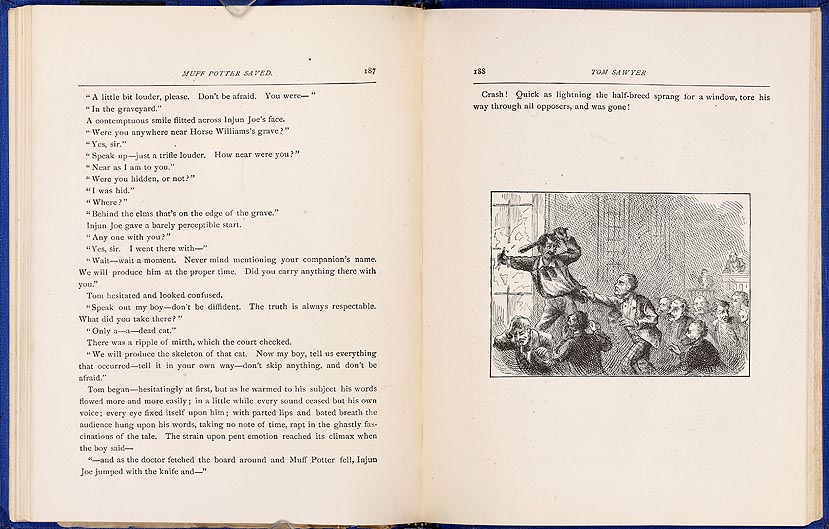 MUFF POTTER SAVED. 187
"A little bit louder, please. Don't be afraid. You were—"
"In the graveyard."
A contemptuous smile flitted across Injun Joe's face.
"Were you anywhere near Horse Williams's grave?"
"Yes, sir."
"Speak up—just a trifle louder. How near were you?"
"Near as I am to you."
"Were you hidden, or not?"
"I was hid."
"Where?"
"Behind the elms that's on the edge of the grave."
Injun Joe gave a barely perceptible start.
"Any one with you?"
"Yes, sir. I went there with—"
"Wait—wait a moment. Never mind mentioning your companion's name.
We will produce him at the proper time. Did you carry anything there with
you."
Tom hesitated and looked confused.
"Speak out my boy—don't be diffident. The truth is always respectable.
What did you take there?"
"Only a—a—dead cat."
There was a ripple of mirth, which the court checked.
"We will produce the skeleton of that cat. Now my boy, tell us everything
that occurred—tell it in your own way—don't skip anything, and don't be
afraid."
Tom began—hesitatingly at first, but as he warmed to his subject his words
flowed more and more easily; in a little while every sound ceased but his own
voice; every eye fixed itself upon him; with parted lips and bated breath the
audience hung upon his words, taking no note of time, rapt in the ghastly fas-
cinations of the tale. The strain upon pent emotion reached its climax when
the boy said—
"—and as the doctor fetched the board around and Muff Potter fell, Injun
Joe jumped with the knife and—"
188 TOM SAWYER
Crash! Quick as lightning the half-breed sprang for a window, tore his
way through all opposers, and was gone!